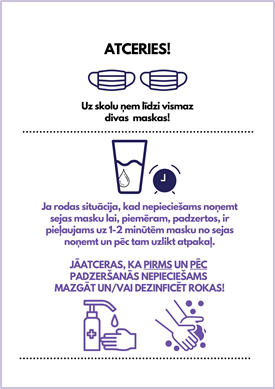 ATCERIES!
Uz skolu ņem līdzi vismaz
divas maskas!
Ja rodas situācija, kad nepieciešams noņemt
sejas masku lai, piemēram, padzertos, ir
pieļaujams uz 1-2 minūtēm masku no sejas
noņemt un pēc tam uzlikt atpakaļ.
JĀATCERAS, KA PIRMS UN PĒC
PADZERŠANĀS NEPIECIEŠAMS
MAZGĀT UN/VAI DEZINFICĒT ROKAS!